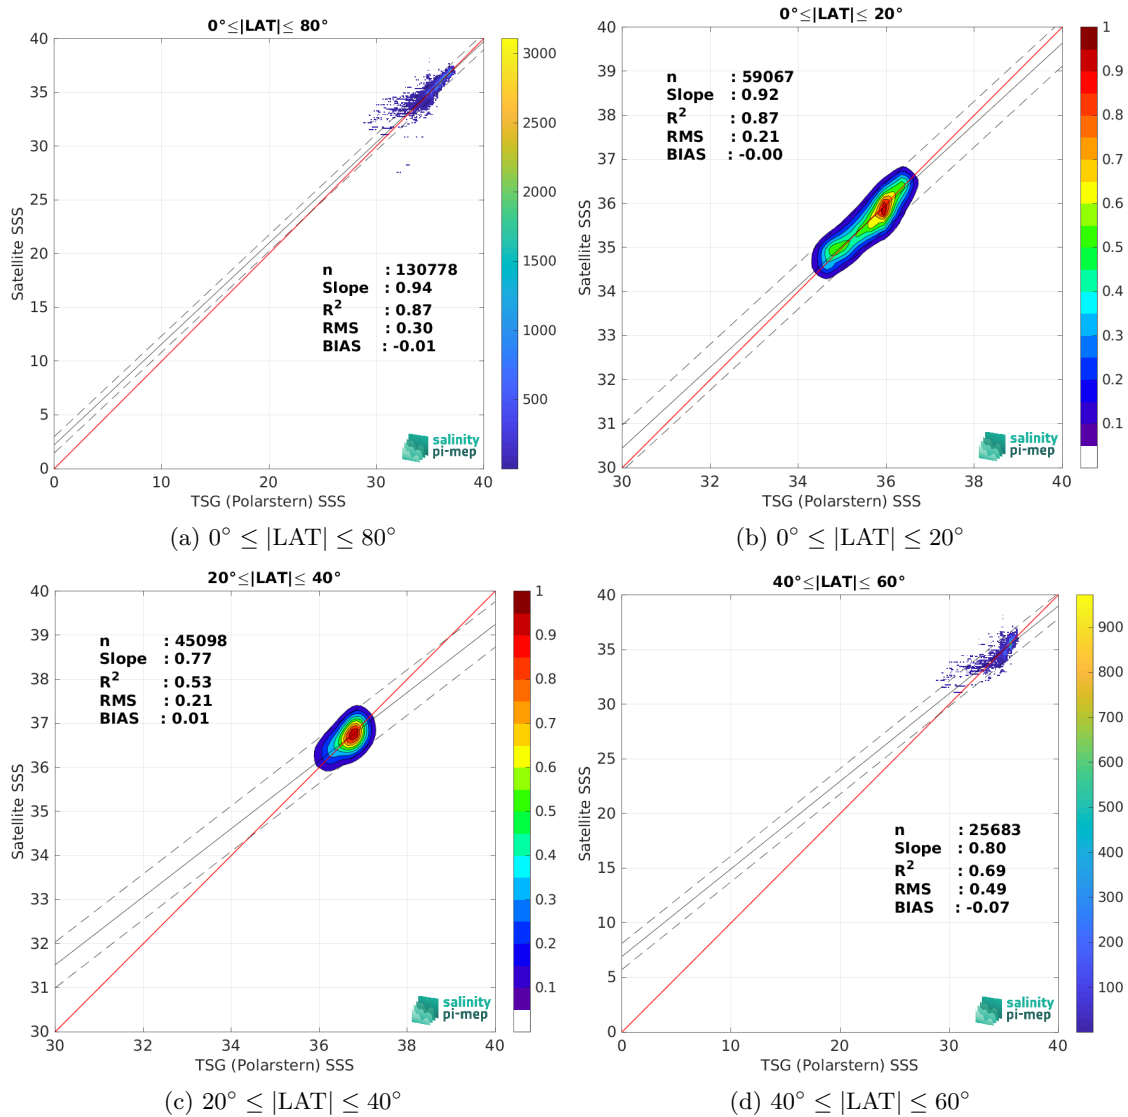 0°≤|LAT|≤ 80°
40
35
30
25
20
15
10
5
0
0
10
20
30
40
Satellite SSS
TSG (Polarstern) SSS
n : 130778
Slope : 0.94
R² : 0.87
RMS : 0.30
BIAS : -0.01
salinity
pi-mep
3000
2500
2000
1500
1000
500
(a) 0° ≤ |LAT| ≤ 80°
0°≤|LAT|≤ 20°
40
39
38
37
36
35
34
33
32
31
30
30
32
34
36
38
40
Satellite SSS
TSG (Polarstern) SSS
n : 59067
Slope : 0.92
R² : 0.87
RMS : 0.21
BIAS : -0.00
salinity
pi-mep
1
0.9
0.8
0.7
0.6
0.5
0.4
0.3
0.2
0.1
(b) 0° ≤ |LAT| ≤ 20°
20°≤|LAT|≤ 40°
40
39
38
37
36
35
34
33
32
31
30
30
32
34
36
38
40
Satellite SSS
TSG (Polarstern) SSS
n : 45098
Slope : 0.77
R² : 0.53
RMS : 0.21
BIAS : 0.01
salinity
pi-mep
1
0.9
0.8
0.7
0.6
0.5
0.4
0.3
0.2
0.1
(c) 20° ≤ |LAT| ≤ 40°
40°≤|LAT|≤ 60°
40
35
30
25
20
15
10
5
0
0
10
20
30
40
Satellite SSS
TSG (Polarstern) SSS
n : 25683
Slope : 0.80
R² : 0.69
RMS : 0.49
BIAS : -0.07
salinity
pi-mep
900
800
700
600
500
400
300
200
100
(d) 40° ≤ |LAT| ≤ 60°